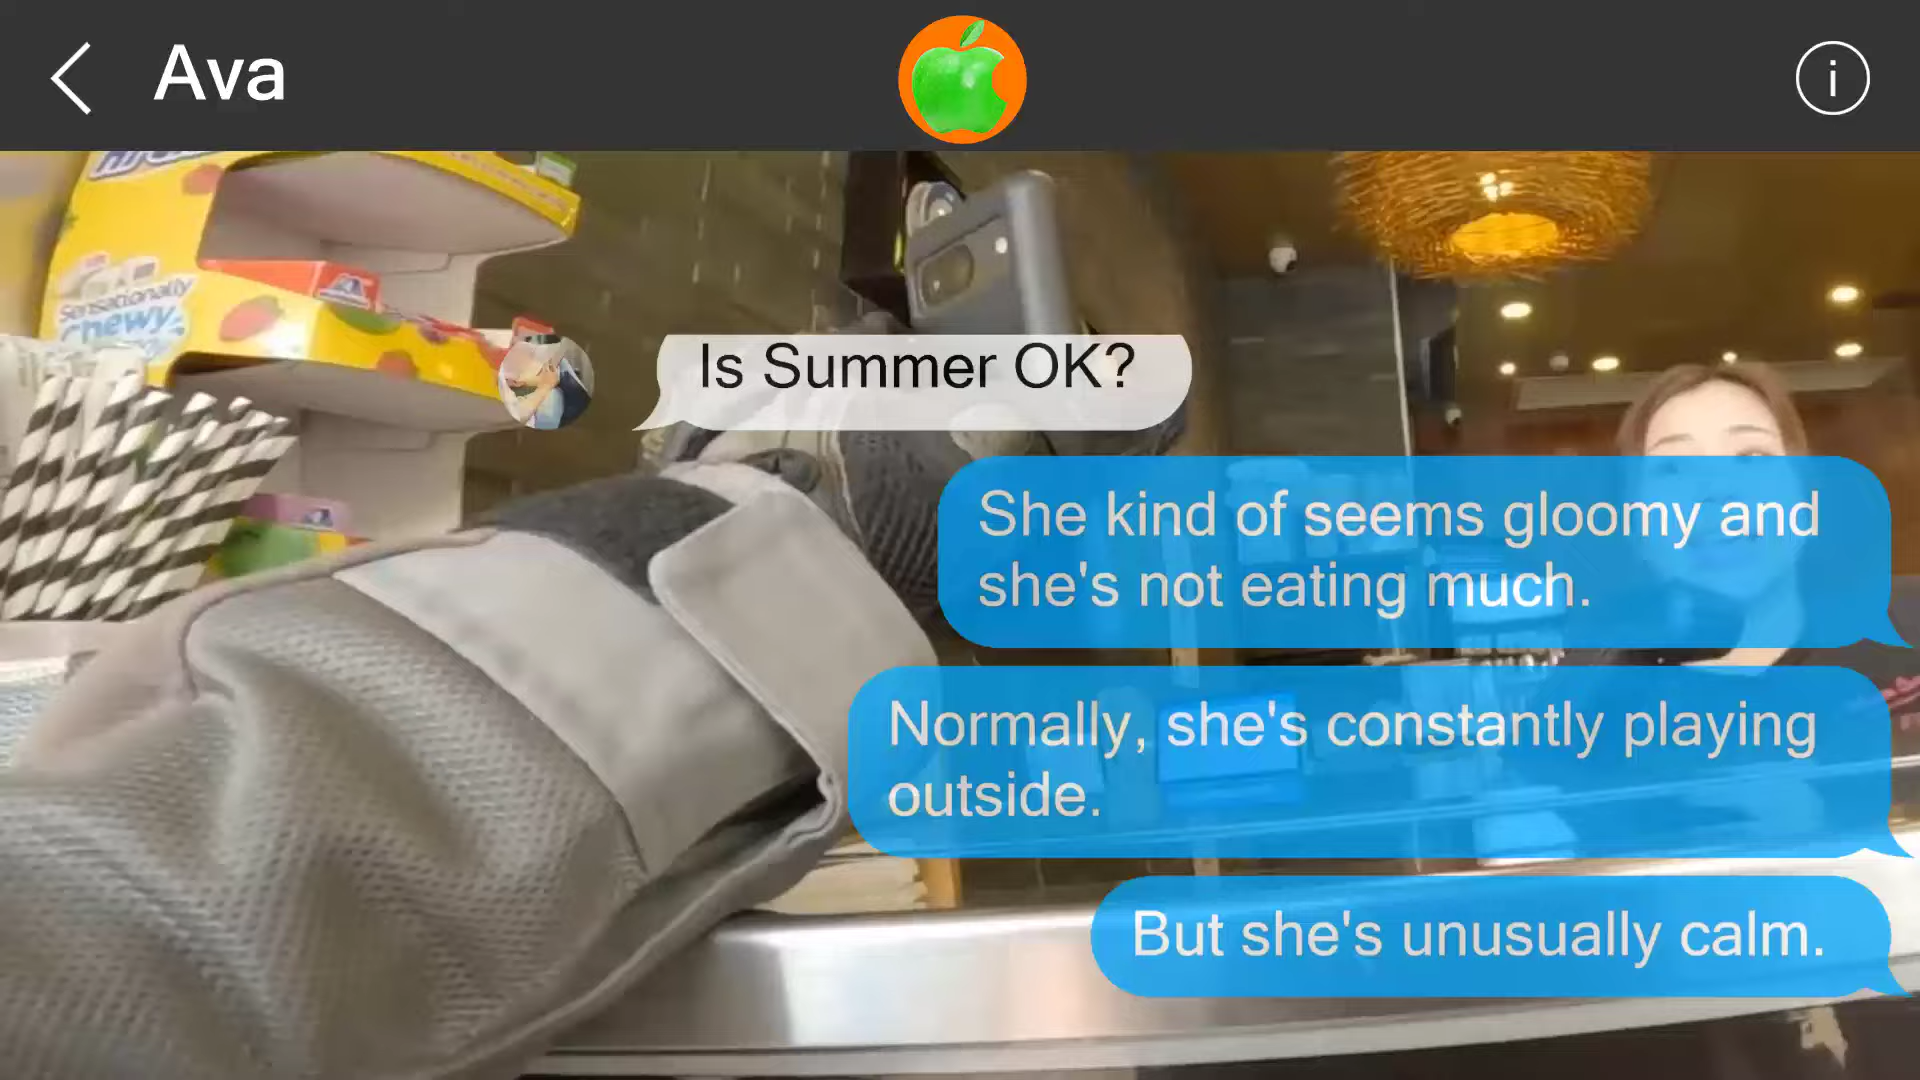 Ava
i
Sensationally
chewy
Is Summer OK?
She kind of seems gloomy and
she's not eating much.
Normally, she's constantly playing
outside.
But she's unusually calm.